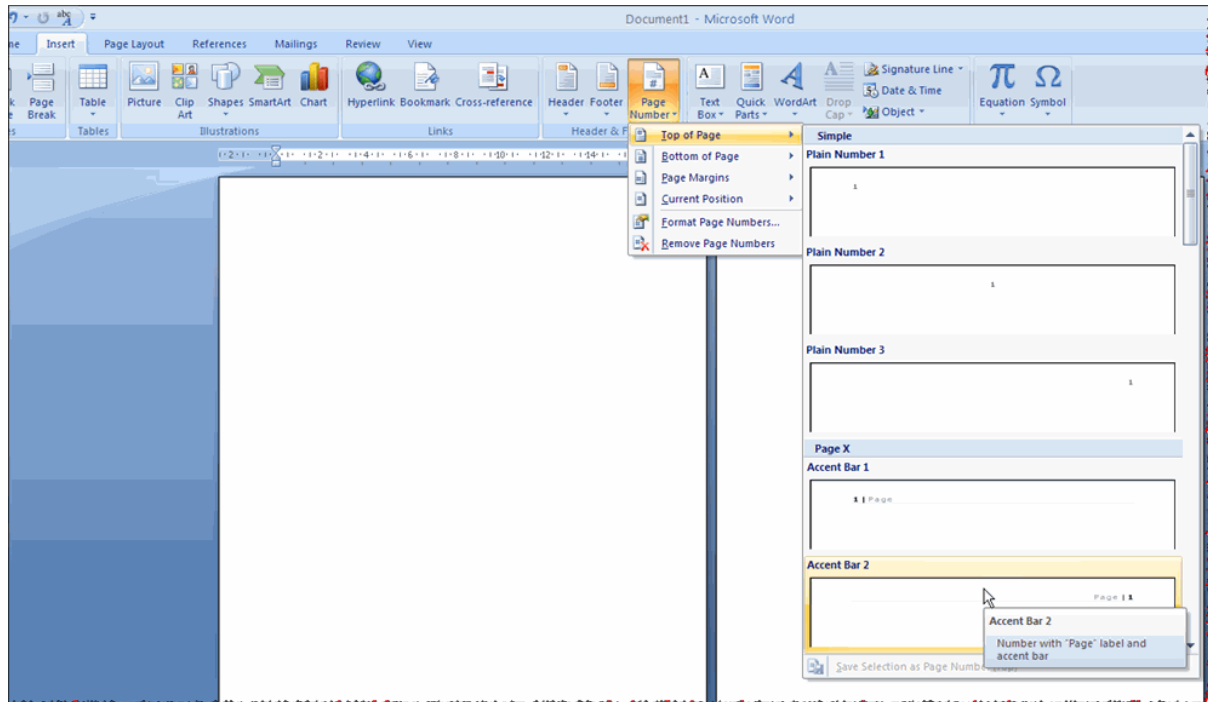 Document1 - Microsoft Word
Insert Page Layout References Mailings Review View
Page Break
Table
Picture
Clip Art
Shapes
SmartArt
Chart
Hyperlink
Bookmark
Cross-reference
Header
Footer
Page Number
Text Box
Quick Parts
WordArt
Drop Cap
Signature Line
Date & Time
Object
Equation
Symbol
Tables
Illustrations
Links
Header & F
Top of Page
Bottom of Page
Page Margins
Current Position
Format Page Numbers...
Remove Page Numbers
Simple
Plain Number 1
1
Plain Number 2
1
Plain Number 3
1
Page X
Accent Bar 1
1 | Page
Accent Bar 2
Page | 1
Accent Bar 2
Number with "Page" label and
accent bar
Save Selection as Page Num